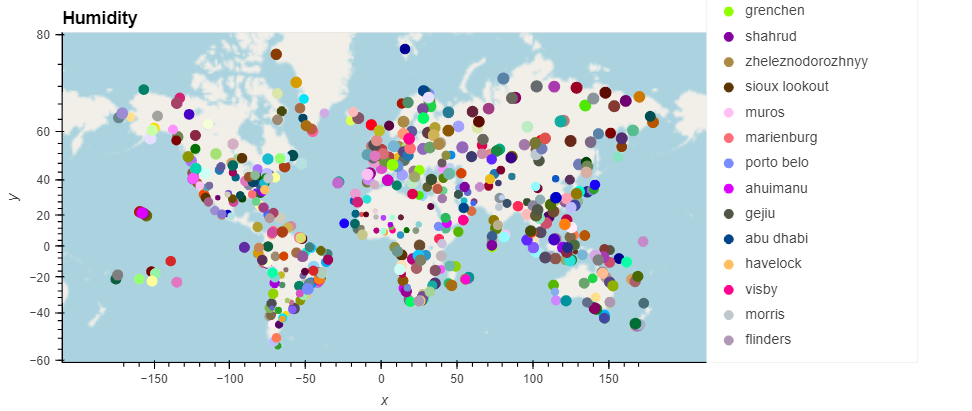 Humidity
80
60
40
20
0
−20
−40
−60
y
−150
−100
−50
0
50
100
150
x
grenchen
shahrud
zheleznodorozhnyy
sioux lookout
muros
marienburg
porto belo
ahuimanu
gejiu
abu dhabi
havelock
visby
morris
flinders